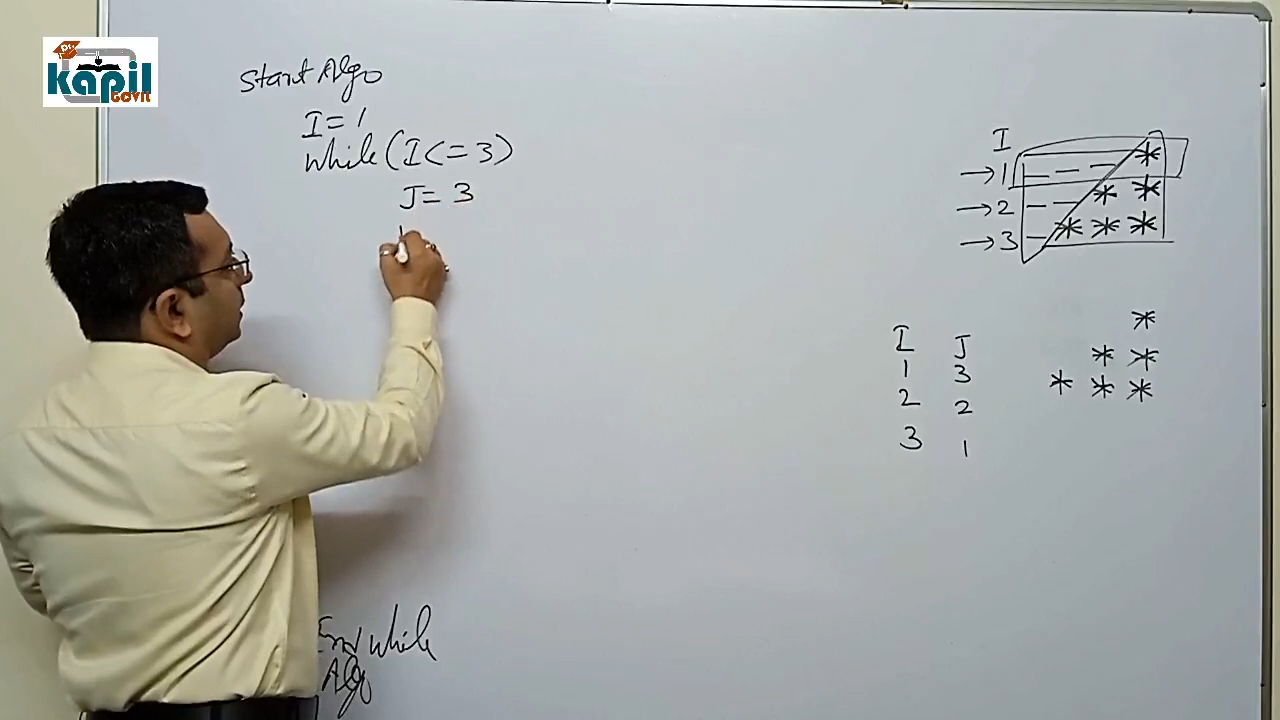 Dr.
kapil
GOVIL
Start Algo
I = 1
while (I <= 3)
J = 3
End while
Algo
I
→ 1 - - - *
→ 2 - - * *
→ 3 - * * *
I J
1 3
2 2
3 1
*
* *
* * *